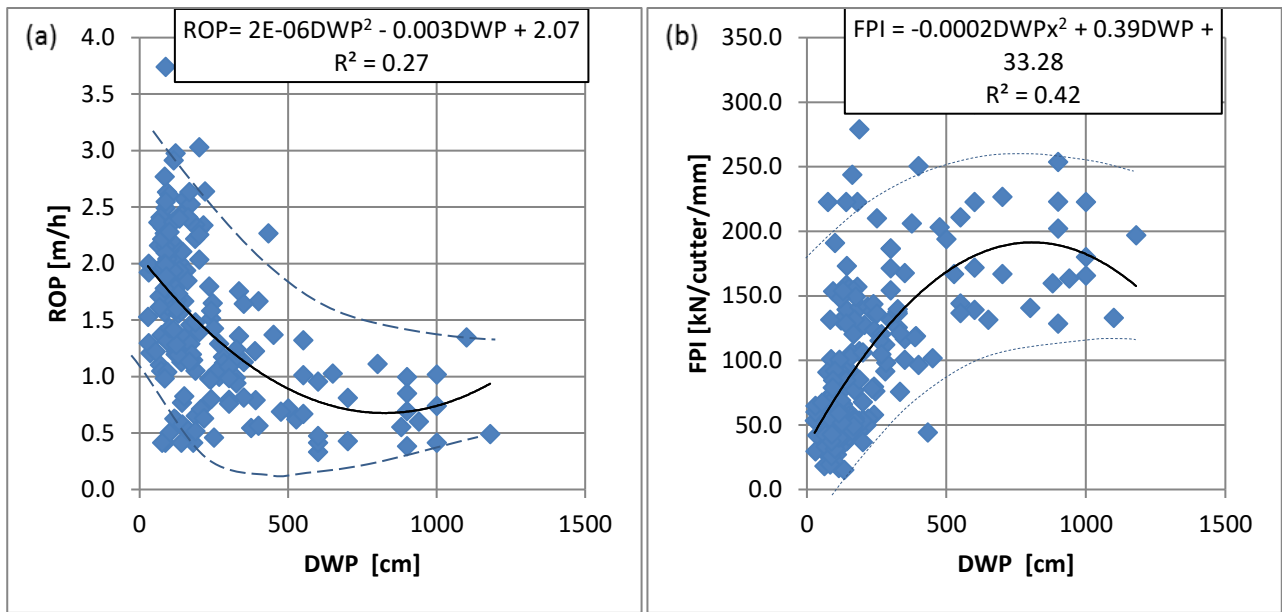 (a)
ROP= 2E-06DWP² - 0.003DWP + 2.07
R² = 0.27
4.0
3.5
3.0
2.5
2.0
1.5
1.0
0.5
0.0
ROP [m/h]
0 500 1000 1500
DWP [cm]
(b)
FPI = -0.0002DWPx² + 0.39DWP +
33.28
R² = 0.42
350.0
300.0
250.0
200.0
150.0
100.0
50.0
0.0
FPI [kN/cutter/mm]
0 500 1000 1500
DWP [cm]